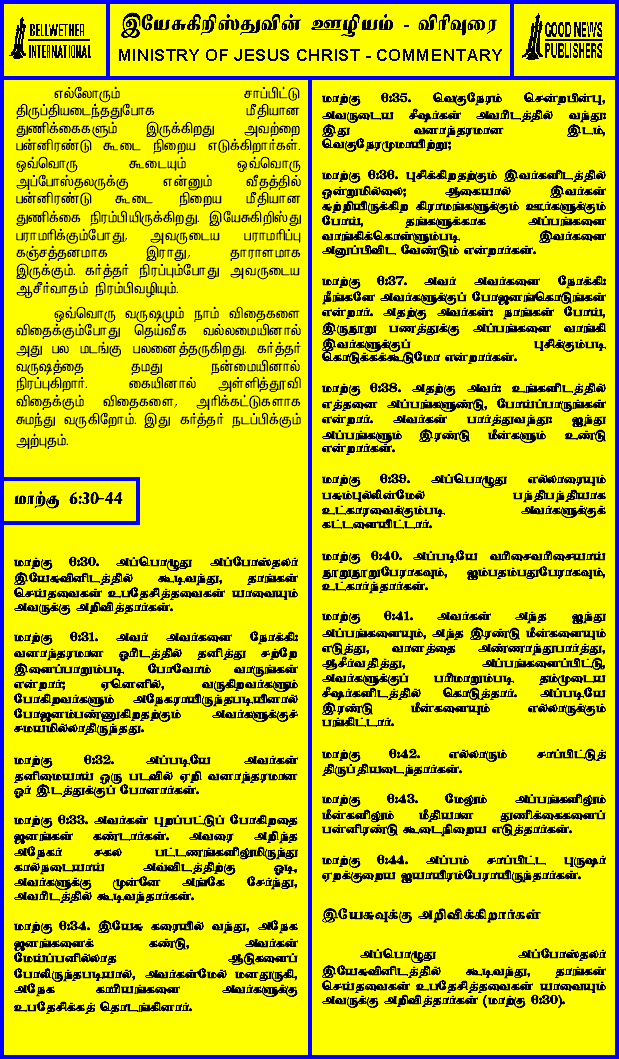 BELLWETHER
INTERNATIONAL
இயேசுகிறிஸ்துவின் ஊழியம் - விரிவுரை
MINISTRY OF JESUS CHRIST - COMMENTARY
GOOD NEWS
PUBLISHERS
எல்லோரும் சாப்பிட்டு
திருப்தியடைந்ததுபோக மீதியான
துணிக்கைகளும் இருக்கிறது அவற்றை
பன்னிரண்டு கூடை நிறைய எடுக்கிறார்கள்.
ஒவ்வொரு கூடையும் ஒவ்வொரு
அப்போஸ்தலருக்கு என்னும் வீதத்தில்
பன்னிரண்டு கூடை நிறைய மீதியான
துணிக்கை நிரம்பியிருக்கிறது. இயேசுகிறிஸ்து
பராமரிக்கும்போது, அவருடைய பராமரிப்பு
கஞ்சத்தனமாக இராது, தாராளமாக
இருக்கும். கர்த்தர் நிரப்பும்போது அவருடைய
ஆசீர்வாதம் நிரம்பிவழியும்.
ஒவ்வொரு வருஷமும் நாம் விதைகளை
விதைக்கும்போது தெய்வீக வல்லமையினால்
அது பல மடங்கு பலனைத்தருகிறது. கர்த்தர்
வருஷத்தை தமது நன்மையினால்
நிரப்புகிறார். கையினால் அள்ளித்தூவி
விதைக்கும் விதைகளை, அரிக்கட்டுகளாக
சுமந்து வருகிறோம். இது கர்த்தர் நடப்பிக்கும்
அற்புதம்.
மாற்கு 6:30-44
மாற்கு 6:30. அப்பொழுது அப்போஸ்தலர்
இயேசுவினிடத்தில் கூடிவந்து, தாங்கள்
செய்தவைகள் உபதேசித்தவைகள் யாவையும்
அவருக்கு அறிவித்தார்கள்.
மாற்கு 6:31. அவர் அவர்களை நோக்கி:
வனாந்தரமான ஓரிடத்தில் தனித்து சற்றே
இளைப்பாறும்படி போவோம் வாருங்கள்
என்றார்; ஏனெனில், வருகிறவர்களும்
போகிறவர்களும் அநேகராயிருந்தபடியினால்
போஜனம்பண்ணுகிறதற்கும் அவர்களுக்குச்
சமயமில்லாதிருந்தது.
மாற்கு 6:32. அப்படியே அவர்கள்
தனிமையாய் ஒரு படவில் ஏறி வனாந்தரமான
ஓர் இடத்துக்குப் போனார்கள்.
மாற்கு 6:33. அவர்கள் புறப்பட்டுப் போகிறதை
ஜனங்கள் கண்டார்கள். அவரை அறிந்த
அநேகர் சகல பட்டணங்களிலுமிருந்து
கால்நடையாய் அவ்விடத்திற்கு ஓடி,
அவர்களுக்கு முன்னே அங்கே சேர்ந்து,
அவரிடத்தில் கூடிவந்தார்கள்.
மாற்கு 6:34. இயேசு கரையில் வந்து, அநேக
ஜனங்களைக் கண்டு, அவர்கள்
மேய்ப்பனில்லாத ஆடுகளைப்
போலிருந்தபடியால், அவர்கள்மேல் மனதுருகி,
அநேக காரியங்களை அவர்களுக்கு
உபதேசிக்கத் தொடங்கினார்.
மாற்கு 6:35. வெகுநேரம் சென்றபின்பு,
அவருடைய சீஷர்கள் அவரிடத்தில் வந்து:
இது வனாந்தரமான இடம்,
வெகுநேரமுமாயிற்று;
மாற்கு 6:36. புசிக்கிறதற்கும் இவர்களிடத்தில்
ஒன்றுமில்லை; ஆகையால் இவர்கள்
சுற்றியிருக்கிற கிராமங்களுக்கும் ஊர்களுக்கும்
போய், தங்களுக்காக அப்பங்களை
வாங்கிக்கொள்ளும்படி இவர்களை
அனுப்பிவிட வேண்டும் என்றார்கள்.
மாற்கு 6:37. அவர் அவர்களை நோக்கி:
நீங்களே அவர்களுக்குப் போஜனங்கொடுங்கள்
என்றார். அதற்கு அவர்கள்: நாங்கள் போய்,
இருநூறு பணத்துக்கு அப்பங்களை வாங்கி
இவர்களுக்குப் புசிக்கும்படி
கொடுக்கக்கூடுமோ என்றார்கள்.
மாற்கு 6:38. அதற்கு அவர்: உங்களிடத்தில்
எத்தனை அப்பங்களுண்டு, போய்ப்பாருங்கள்
என்றார். அவர்கள் பார்த்துவந்து: ஐந்து
அப்பங்களும் இரண்டு மீன்களும் உண்டு
என்றார்கள்.
மாற்கு 6:39. அப்பொழுது எல்லாரையும்
பசும்புல்லின்மேல் பந்திபந்தியாக
உட்காரவைக்கும்படி அவர்களுக்குக்
கட்டளையிட்டார்.
மாற்கு 6:40. அப்படியே வரிசைவரிசையாய்
நூறுநூறுபேராகவும், ஐம்பதைம்பதுபேராகவும்,
உட்கார்ந்தார்கள்.
மாற்கு 6:41. அவர்கள் அந்த ஐந்து
அப்பங்களையும், அந்த இரண்டு மீன்களையும்
எடுத்து, வானத்தை அண்ணாந்துபார்த்து,
ஆசீர்வதித்து, அப்பங்களைப்பிட்டு,
அவர்களுக்குப் பரிமாறும்படி தம்முடைய
சீஷர்களிடத்தில் கொடுத்தார். அப்படியே
இரண்டு மீன்களையும் எல்லாருக்கும்
பங்கிட்டார்.
மாற்கு 6:42. எல்லாரும் சாப்பிட்டுத்
திருப்தியடைந்தார்கள்.
மாற்கு 6:43. மேலும் அப்பங்களிலும்
மீன்களிலும் மீதியான துணிக்கைகளைப்
பன்னிரண்டு கூடைநிறைய எடுத்தார்கள்.
மாற்கு 6:44. அப்பம் சாப்பிட்ட புருஷர்
ஏறக்குறைய ஐயாயிரம்பேராயிருந்தார்கள்.
இயேசுவுக்கு அறிவிக்கிறார்கள்
அப்பொழுது அப்போஸ்தலர்
இயேசுவினிடத்தில் கூடிவந்து, தாங்கள்
செய்தவைகள் உபதேசித்தவைகள் யாவையும்
அவருக்கு அறிவித்தார்கள் (மாற்கு 6:30).